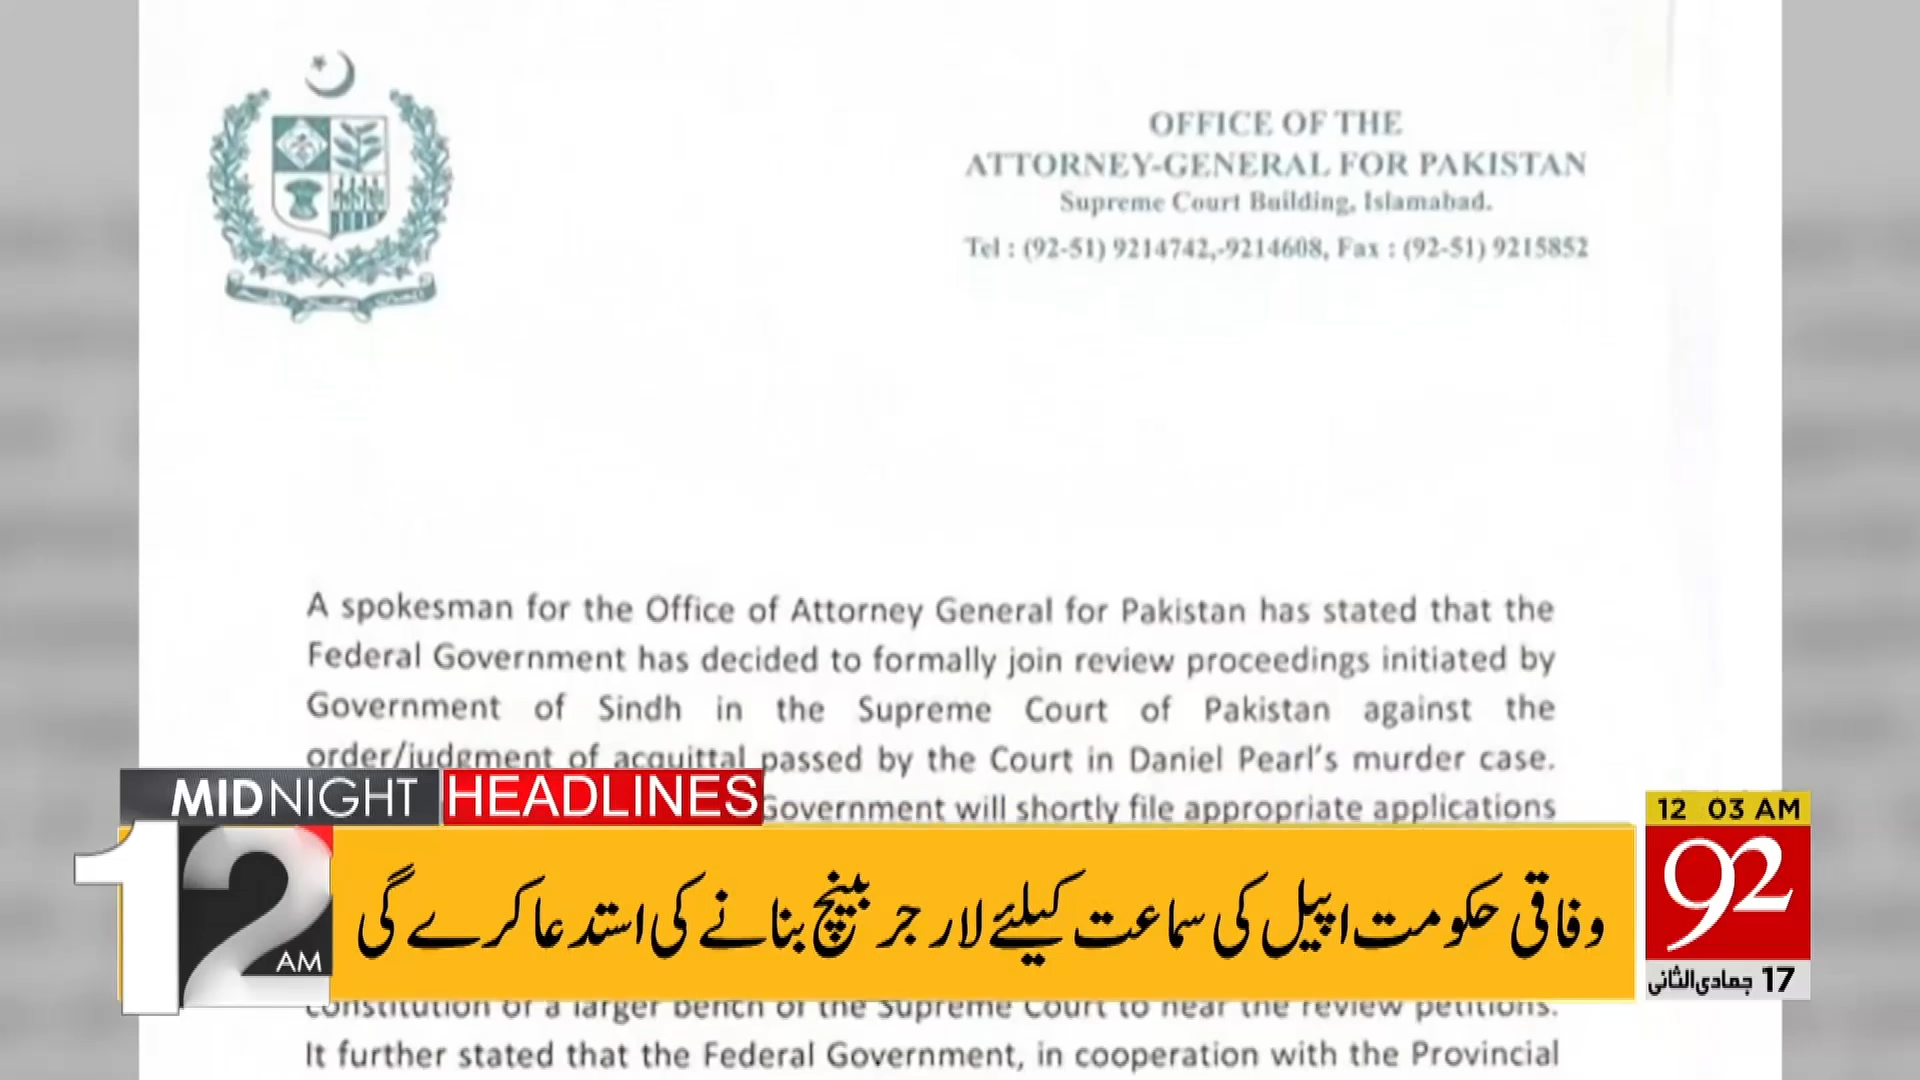 OFFICE OF THE
ATTORNEY-GENERAL FOR PAKISTAN
Supreme Court Building, Islamabad.
Tel : (92-51) 9214742,-9214608, Fax : (92-51) 9215852
A spokesman for the Office of Attorney General for Pakistan has stated that the
Federal Government has decided to formally join review proceedings initiated by
Government of Sindh in the Supreme Court of Pakistan against the
order/judgment of acquittal passed by the Court in Daniel Pearl's murder case.
Government will shortly file appropriate applications
MIDNIGHT HEADLINES
12 AM
وفاقی حکومت اپیل کی سماعت کیلئے لارجر بینچ بنانے کی استدعا کرے گی
12 03 AM
92
17 جمادی الثانی
constitution of a larger bench of the Supreme Court to hear the review petitions.
It further stated that the Federal Government, in cooperation with the Provincial